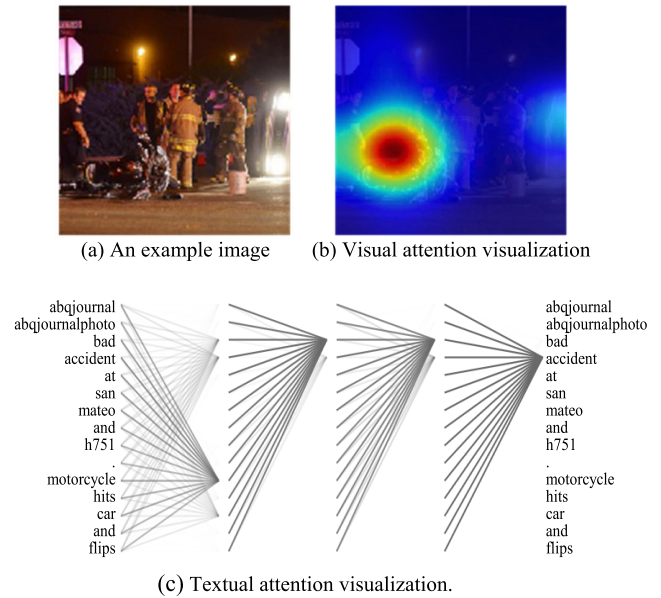 (a) An example image
(b) Visual attention visualization
abqjournal
abqjournalphoto
bad
accident
at
san
mateo
and
h751
.
motorcycle
hits
car
and
flips
abqjournal
abqjournalphoto
bad
accident
at
san
mateo
and
h751
.
motorcycle
hits
car
and
flips
(c) Textual attention visualization.